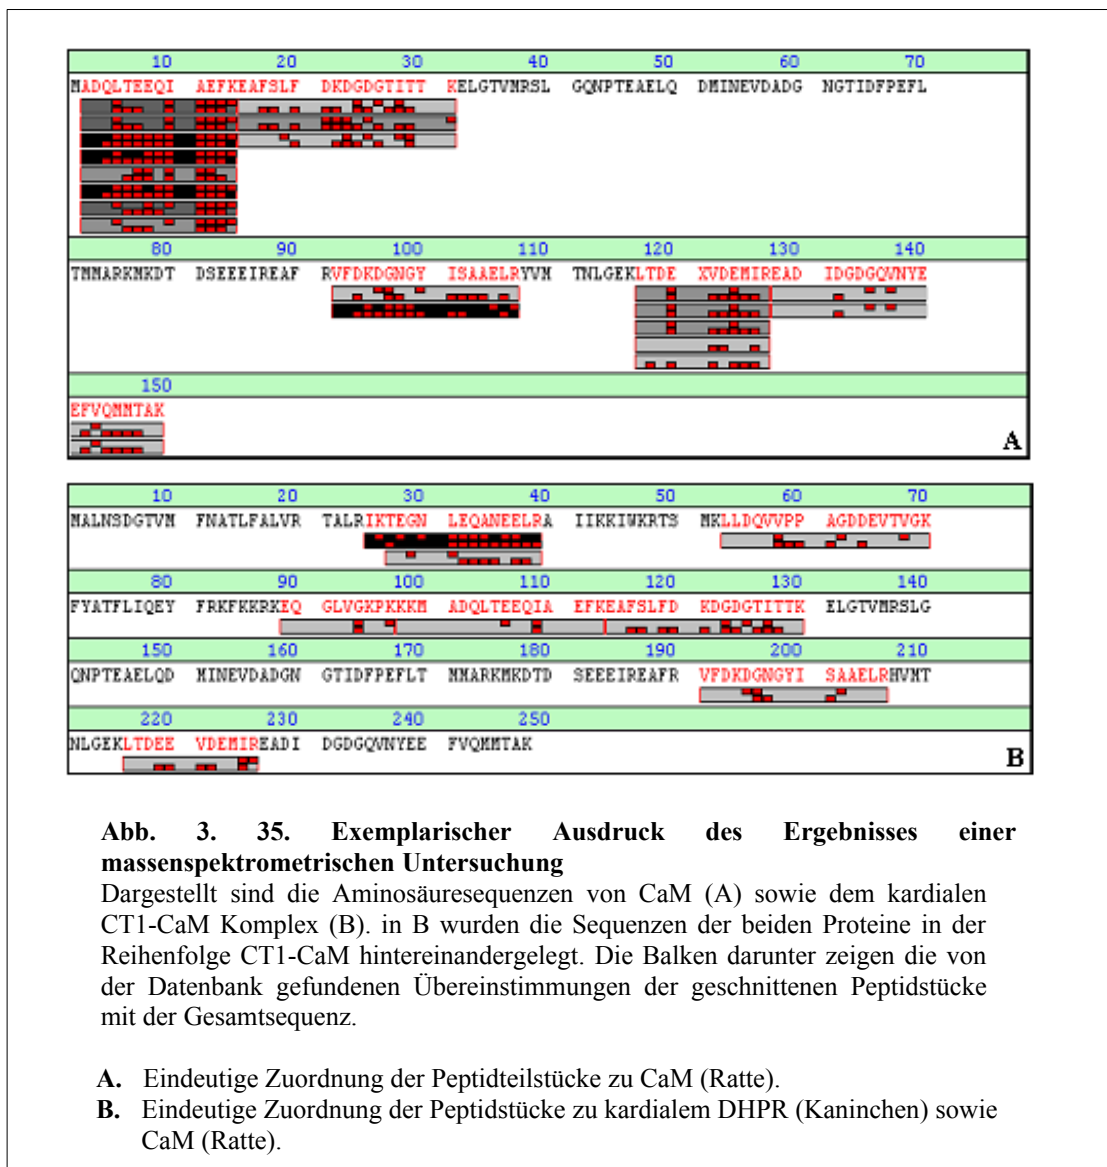 10 20 30 40 50 60 70
MADQLTEEQI AEFKEAFSLF DKDGDGTITT KELGTVMRSL GQNPTEAELQ DMINEVDADG NGTIDFPEFL
80 90 100 110 120 130 140
TMMARKMKDT DSEEEIREAF RVFDKDGNGY ISAAELRYVM TNLGEKLTDE XVDEMIREAD IDGDGQVNYE
150
EFVQMMTAK
A
10 20 30 40 50 60 70
MALNSDGTVM FNATLFALVR TALRIKTEGN LEQANEELRA IIKKIWKRTS MKLLDQVVPP AGDDEVTVGK
80 90 100 110 120 130 140
FYATFLIQEY FRKFKKRKEQ GLVGKPKKKM ADQLTEEQIA EFKEAFSLFD KDGDGTITTK ELGTVMRSLG
150 160 170 180 190 200 210
QNPTEAELQD MINEVDADGN GTIDFPEFLT MMARKMKDTD SEEEIREAFR VFDKDGNGYI SAAELRHVMT
220 230 240 250
NLGEKLTDEE VDEMIREADI DGDGQVNYEE FVQMMTAK
B
Abb. 3. 35. Exemplarischer Ausdruck des Ergebnisses einer
massenspektrometrischen Untersuchung
Dargestellt sind die Aminosäuresequenzen von CaM (A) sowie dem kardialen
CT1-CaM Komplex (B). in B wurden die Sequenzen der beiden Proteine in der
Reihenfolge CT1-CaM hintereinandergelegt. Die Balken darunter zeigen die von
der Datenbank gefundenen Übereinstimmungen der geschnittenen Peptidstücke
mit der Gesamtsequenz.
A. Eindeutige Zuordnung der Peptidteilstücke zu CaM (Ratte).
B. Eindeutige Zuordnung der Peptidstücke zu kardialem DHPR (Kaninchen) sowie
CaM (Ratte).